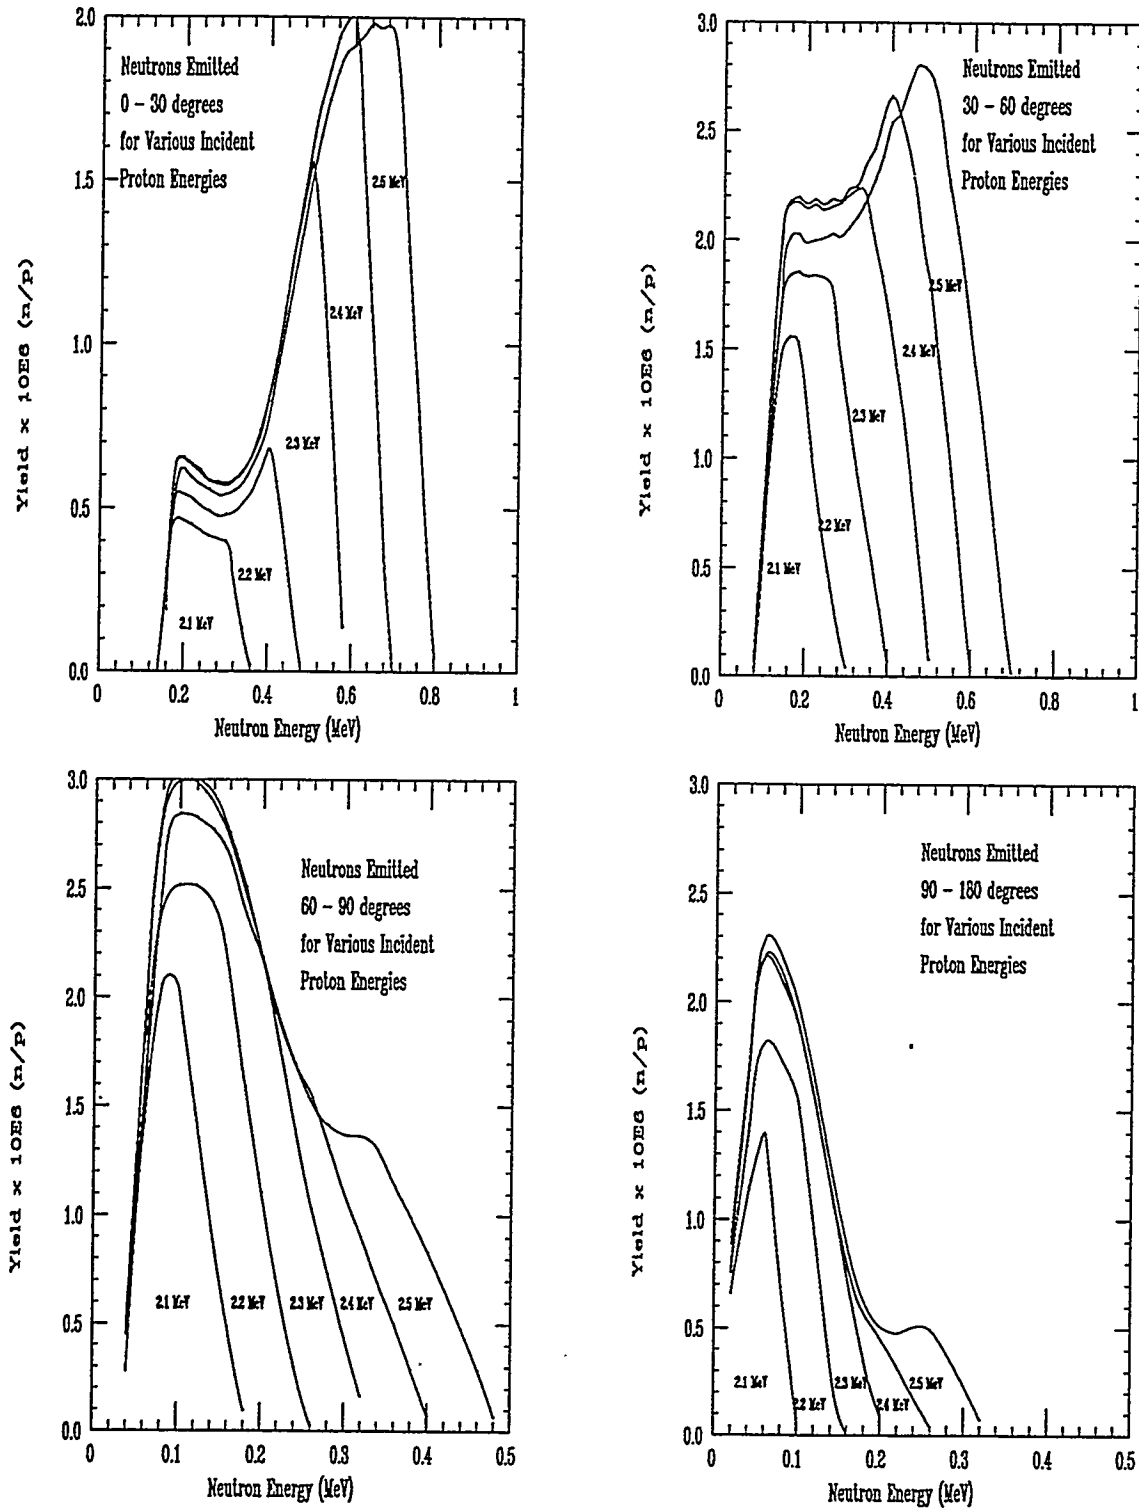 2.0
1.5
1.0
0.5
0.0
Yield x 10E6 (n/p)
Neutrons Emitted
0 - 30 degrees
for Various Incident
Proton Energies
2.5 MeV
2.4 MeV
2.3 MeV
2.2 MeV
2.1 MeV
0 0.2 0.4 0.6 0.8 1
Neutron Energy (MeV)
3.0
2.5
2.0
1.5
1.0
0.5
0.0
Yield x 10E6 (n/p)
Neutrons Emitted
30 - 60 degrees
for Various Incident
Proton Energies
2.5 MeV
2.4 MeV
2.3 MeV
2.2 MeV
2.1 MeV
0 0.2 0.4 0.6 0.8 1
Neutron Energy (MeV)
3.0
2.5
2.0
1.5
1.0
0.5
0.0
Yield x 10E6 (n/p)
Neutrons Emitted
60 - 90 degrees
for Various Incident
Proton Energies
2.1 MeV 2.2 MeV 2.3 MeV 2.4 MeV 2.5 MeV
0 0.1 0.2 0.3 0.4 0.5
Neutron Energy (MeV)
3.0
2.5
2.0
1.5
1.0
0.5
0.0
Yield x 10E6 (n/p)
Neutrons Emitted
90 - 180 degrees
for Various Incident
Proton Energies
2.1 MeV 2.2 MeV 2.3 MeV 2.4 MeV 2.5 MeV
0 0.1 0.2 0.3 0.4 0.5
Neutron Energy (MeV)